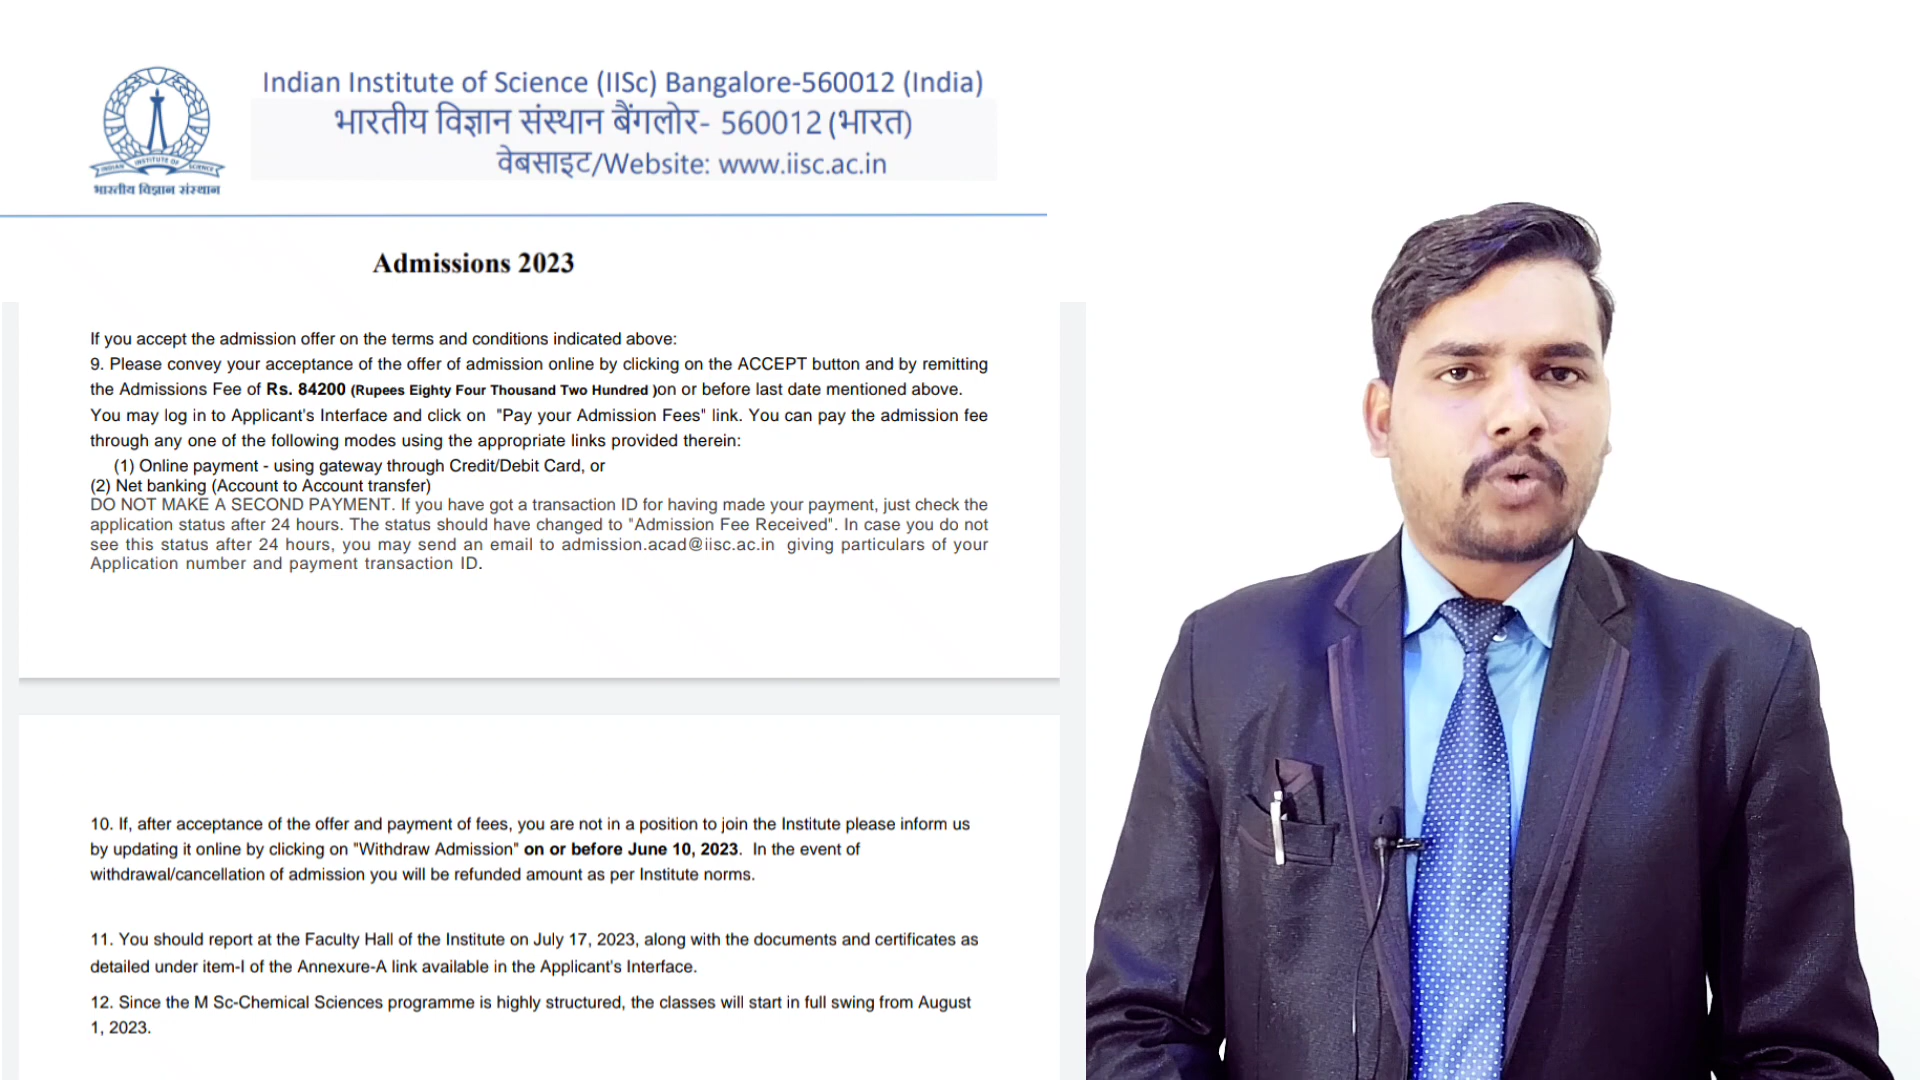 Indian Institute of Science (IISc) Bangalore-560012 (India)
भारतीय विज्ञान संस्थान बैंगलोर- 560012 (भारत)
वेबसाइट/Website: www.iisc.ac.in
INDIAN INSTITUTE OF SCIENCE
भारतीय विज्ञान संस्थान
Admissions 2023
If you accept the admission offer on the terms and conditions indicated above:
9. Please convey your acceptance of the offer of admission online by clicking on the ACCEPT button and by remitting
the Admissions Fee of Rs. 84200 (Rupees Eighty Four Thousand Two Hundred )on or before last date mentioned above.
You may log in to Applicant's Interface and click on "Pay your Admission Fees" link. You can pay the admission fee
through any one of the following modes using the appropriate links provided therein:
(1) Online payment - using gateway through Credit/Debit Card, or
(2) Net banking (Account to Account transfer)
DO NOT MAKE A SECOND PAYMENT. If you have got a transaction ID for having made your payment, just check the
application status after 24 hours. The status should have changed to "Admission Fee Received". In case you do not
see this status after 24 hours, you may send an email to admission.acad@iisc.ac.in giving particulars of your
Application number and payment transaction ID.
10. If, after acceptance of the offer and payment of fees, you are not in a position to join the Institute please inform us
by updating it online by clicking on "Withdraw Admission" on or before June 10, 2023. In the event of
withdrawal/cancellation of admission you will be refunded amount as per Institute norms.
11. You should report at the Faculty Hall of the Institute on July 17, 2023, along with the documents and certificates as
detailed under item-I of the Annexure-A link available in the Applicant's Interface.
12. Since the M Sc-Chemical Sciences programme is highly structured, the classes will start in full swing from August
1, 2023.